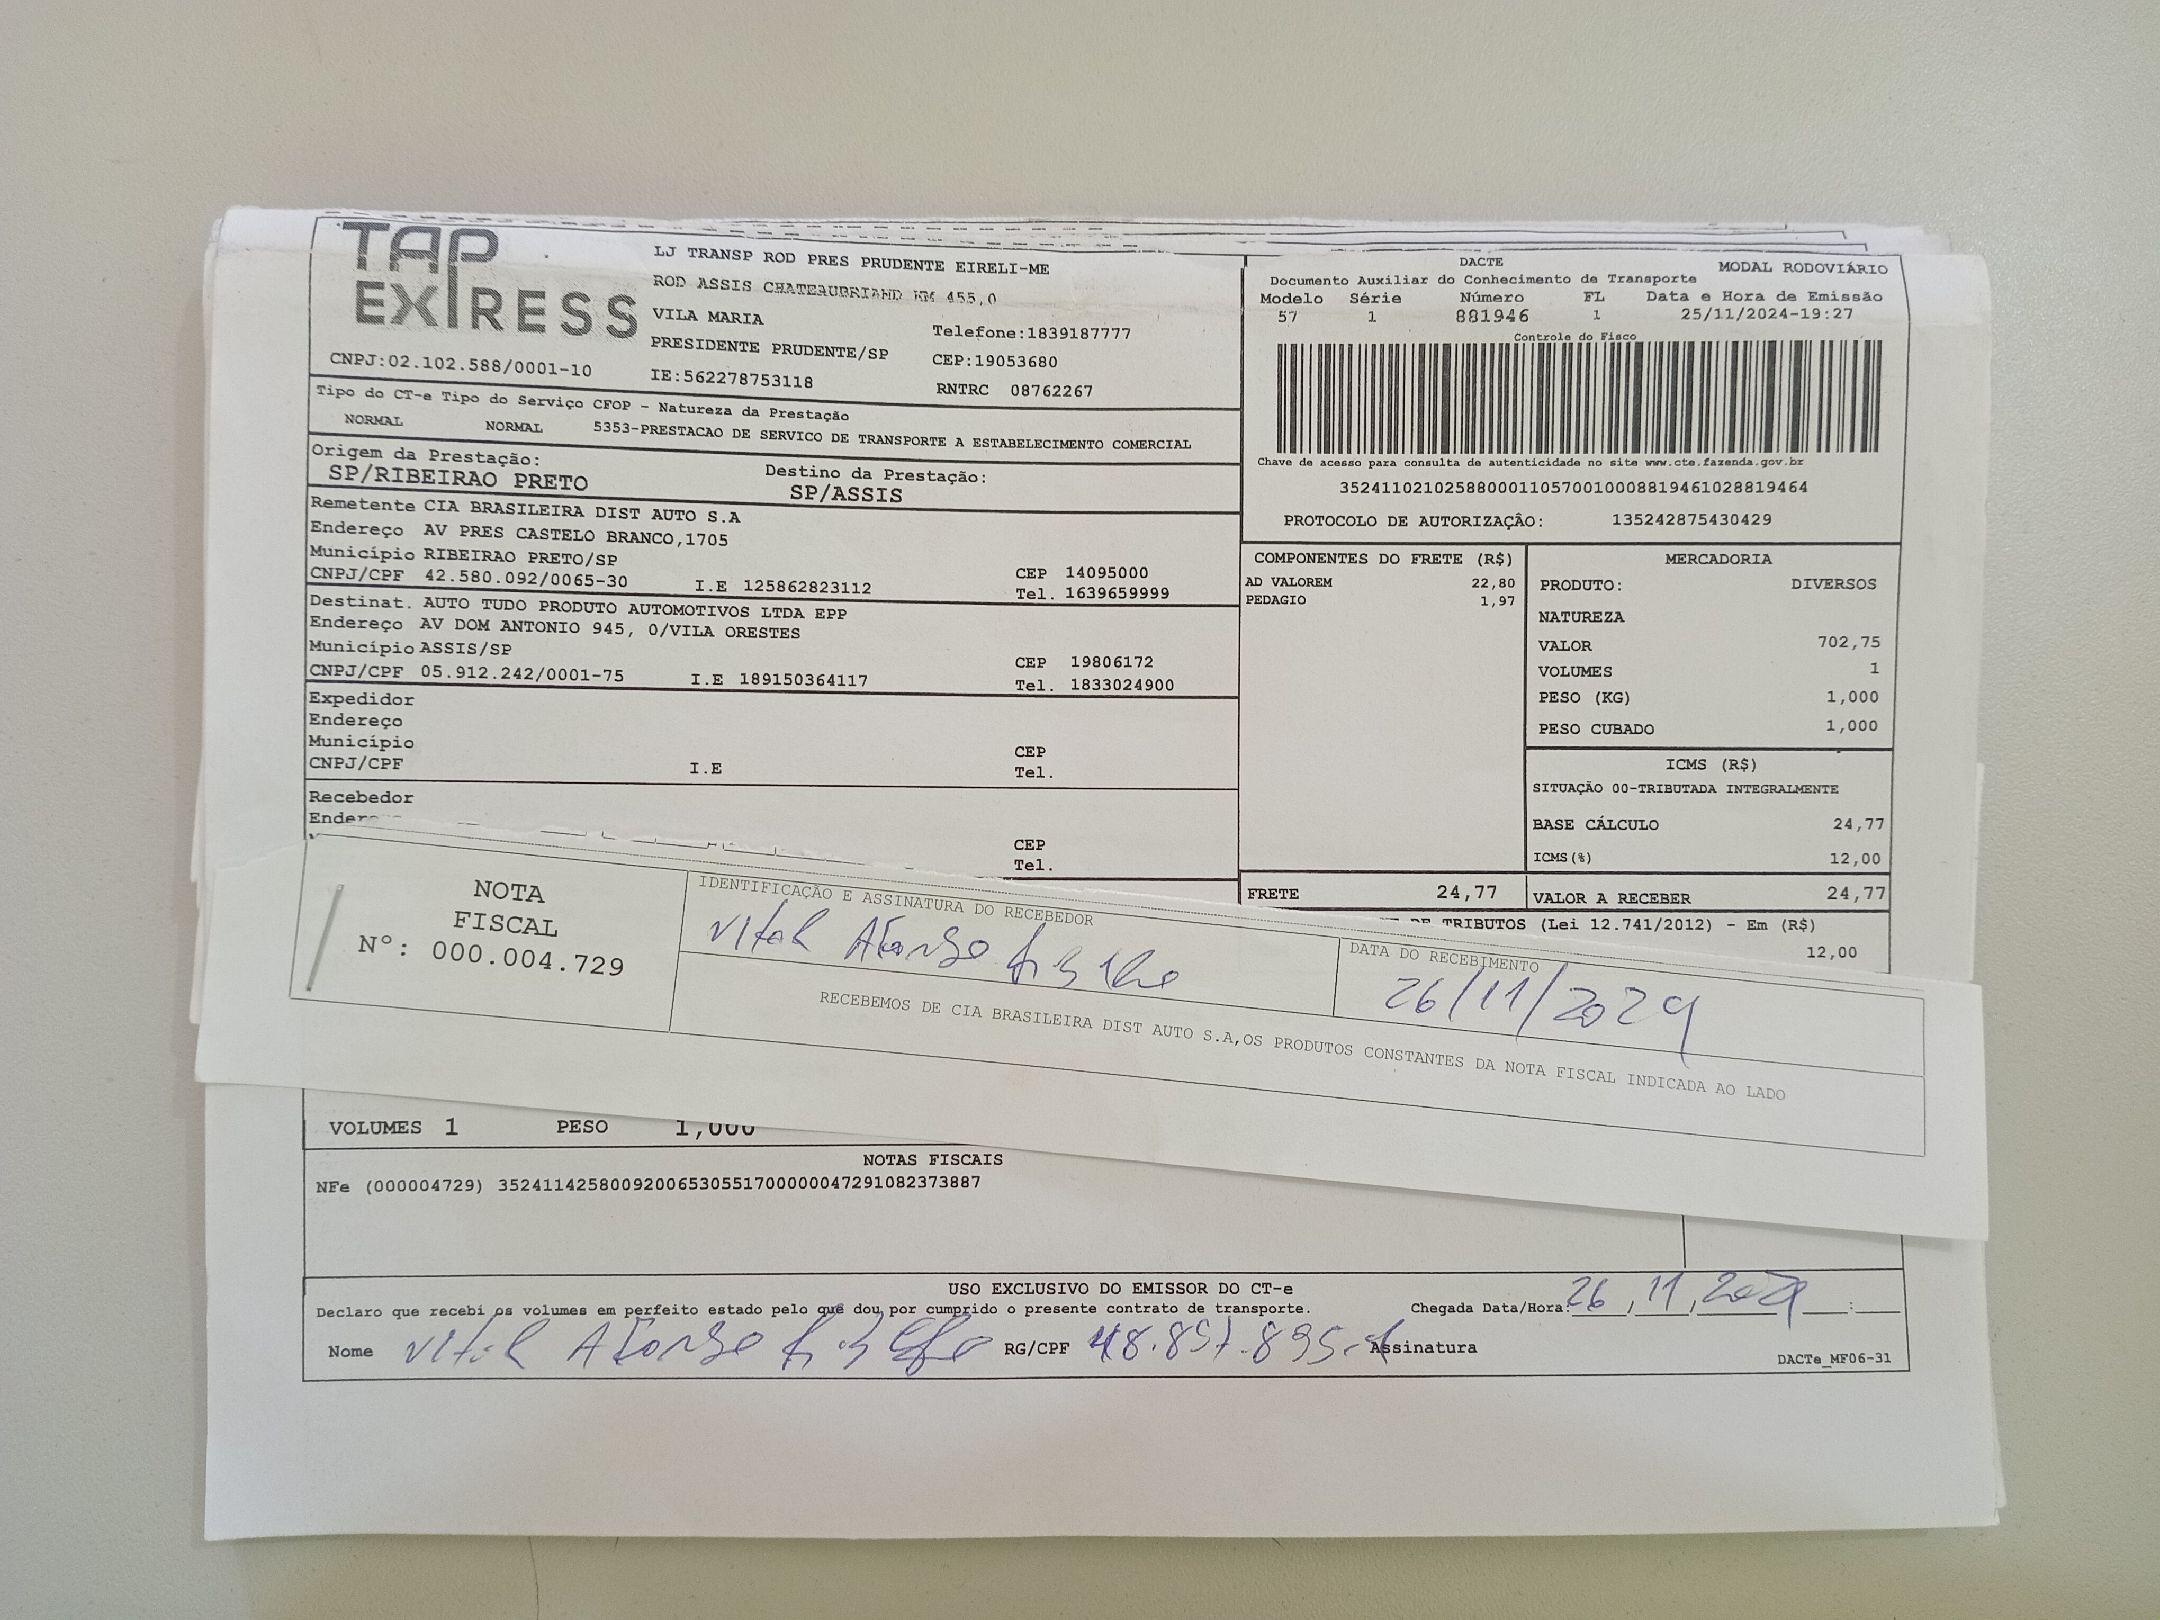 TAP
EXPRESS
CNPJ:02.102.588/0001-10
LJ TRANSP ROD PRES PRUDENTE EIRELI-ME
ROD ASSIS CHATEAUBRIAND KM 455,0
VILA MARIA
PRESIDENTE PRUDENTE/SP
IE:562278753118
Telefone:1839187777
CEP:19053680
RNTRC 08762267
DACTE
MODAL RODOVIÁRIO
Documento Auxiliar do Conhecimento de Transporte
Modelo Série Número FL Data e Hora de Emissão
57 1 881946 1 25/11/2024-19:27
Controle do Fisco
Chave de acesso para consulta de autenticidade no site www.cte.fazenda.gov.br
35241102102588000110570010008819461028819464
PROTOCOLO DE AUTORIZAÇÂO: 135242875430429
Tipo do CT-e Tipo do Serviço CFOP - Natureza da Prestação
NORMAL NORMAL 5353-PRESTACAO DE SERVICO DE TRANSPORTE A ESTABELECIMENTO COMERCIAL
Origem da Prestação:
SP/RIBEIRAO PRETO
Destino da Prestação:
SP/ASSIS
Remetente CIA BRASILEIRA DIST AUTO S.A
Endereço AV PRES CASTELO BRANCO,1705
Município RIBEIRAO PRETO/SP
CEP 14095000
CNPJ/CPF 42.580.092/0065-30 I.E 125862823112 Tel. 1639659999
Destinat. AUTO TUDO PRODUTO AUTOMOTIVOS LTDA EPP
Endereço AV DOM ANTONIO 945, 0/VILA ORESTES
Município ASSIS/SP
CEP 19806172
CNPJ/CPF 05.912.242/0001-75 I.E 189150364117 Tel. 1833024900
Expedidor
Endereço
Município CEP
CNPJ/CPF I.E Tel.
Recebedor
CEP
Tel.
COMPONENTES DO FRETE (R$)
AD VALOREM 22,80
PEDAGIO 1,97
MERCADORIA
PRODUTO: DIVERSOS
NATUREZA
VALOR 702,75
VOLUMES 1
PESO (KG) 1,000
PESO CUBADO 1,000
ICMS (R$)
SITUAÇÃO 00-TRIBUTADA INTEGRALMENTE
BASE CÁLCULO 24,77
ICMS(%) 12,00
FRETE 24,77 VALOR A RECEBER 24,77
DE TRIBUTOS (Lei 12.741/2012) - Em (R$)
12,00
NOTA
FISCAL
N°: 000.004.729
IDENTIFICAÇÃO E ASSINATURA DO RECEBEDOR
Vital Afonso
DATA DO RECEBIMENTO
26/11/2024
RECEBEMOS DE CIA BRASILEIRA DIST AUTO S.A,OS PRODUTOS CONSTANTES DA NOTA FISCAL INDICADA AO LADO
VOLUMES 1 PESO 1,000
NOTAS FISCAIS
NFe (000004729) 35241142580092006530551700000047291082373887
USO EXCLUSIVO DO EMISSOR DO CT-e
Declaro que recebi os volumes em perfeito estado pelo que dou por cumprido o presente contrato de transporte. Chegada Data/Hora: 26, 11, 2024
Nome Vital Afonso RG/CPF Assinatura
DACTe_MF06-31